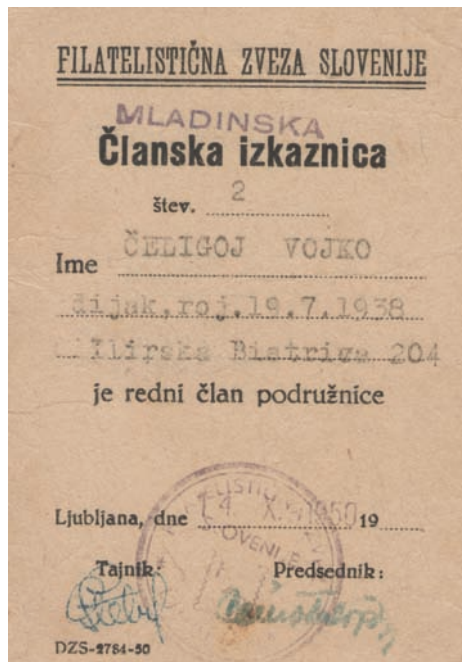 FILATELISTIČNA ZVEZA SLOVENIJE
MLADINSKA
Članska izkaznica
štev. 2
Ime ČELIGOJ VOJKO
dijak, roj. 19.7.1938
Ilirska Bistrica 204
je redni član podružnice
Ljubljana, dne X. 1950 19
SLOVENIJE
Tajnik: Predsednik:
DZS-2784-50